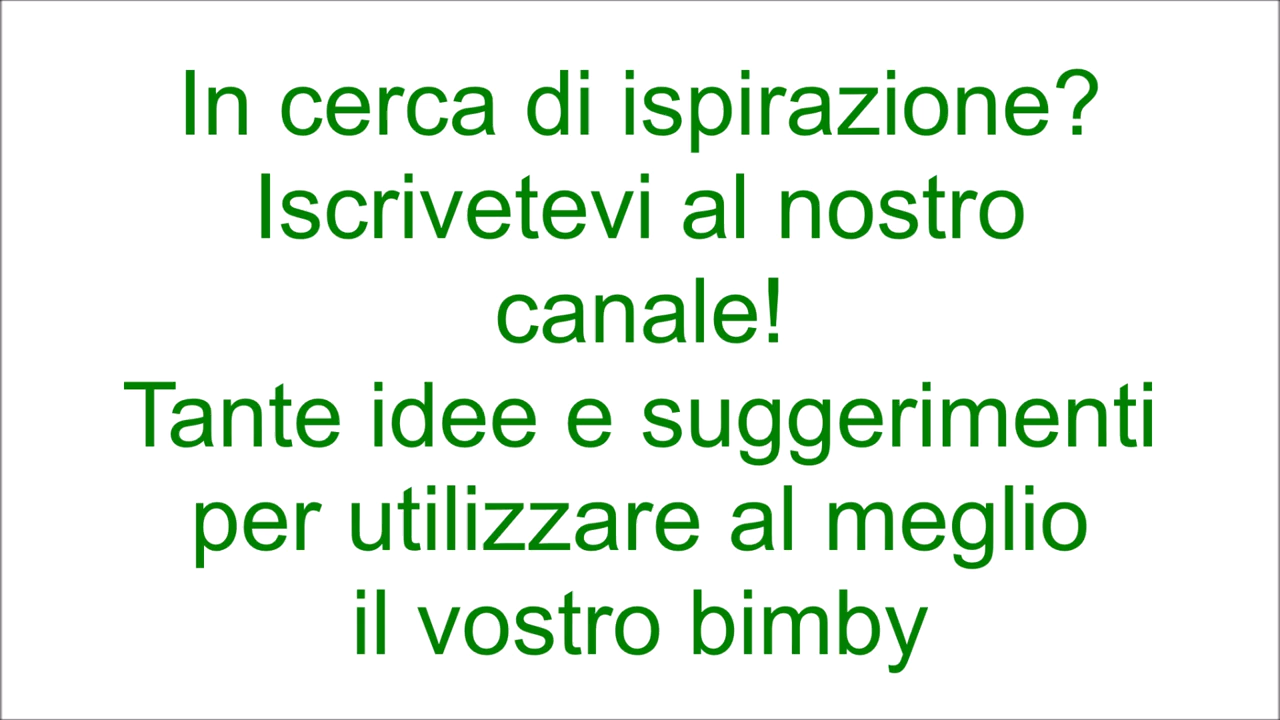 In cerca di ispirazione?
Iscrivetevi al nostro
canale!
Tante idee e suggerimenti
per utilizzare al meglio
il vostro bimby